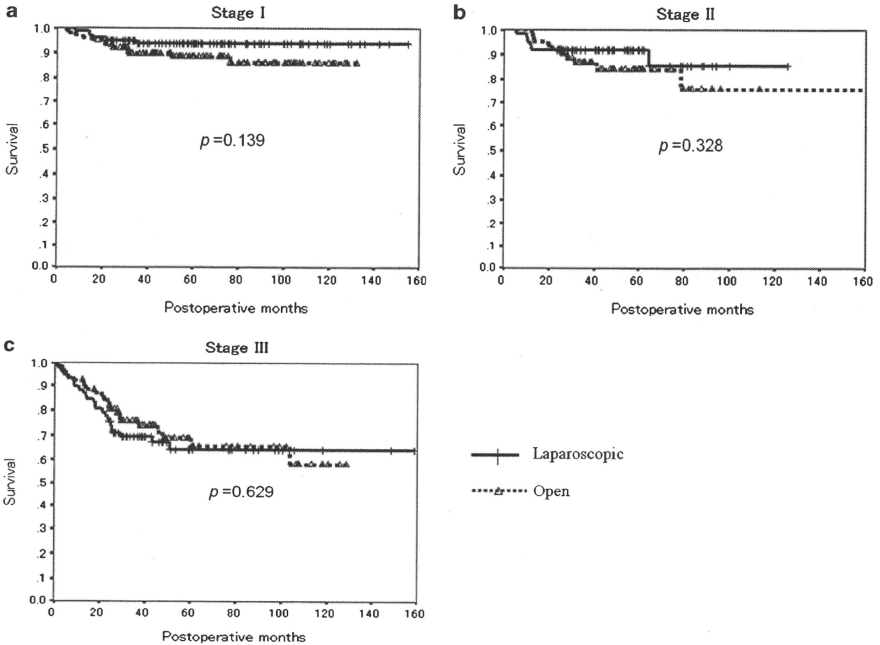 a
Stage I
1.0
.9
.8
.7
.6
.5
.4
.3
.2
.1
0.0
Survival
p=0.139
0 20 40 60 80 100 120 140 160
Postoperative months
b
Stage II
1.0
.9
.8
.7
.6
.5
.4
.3
.2
.1
0.0
Survival
p=0.328
0 20 40 60 80 100 120 140 160
Postoperative months
c
Stage III
1.0
.9
.8
.7
.6
.5
.4
.3
.2
.1
0.0
Survival
p=0.629
0 20 40 60 80 100 120 140 160
Postoperative months
Laparoscopic
Open